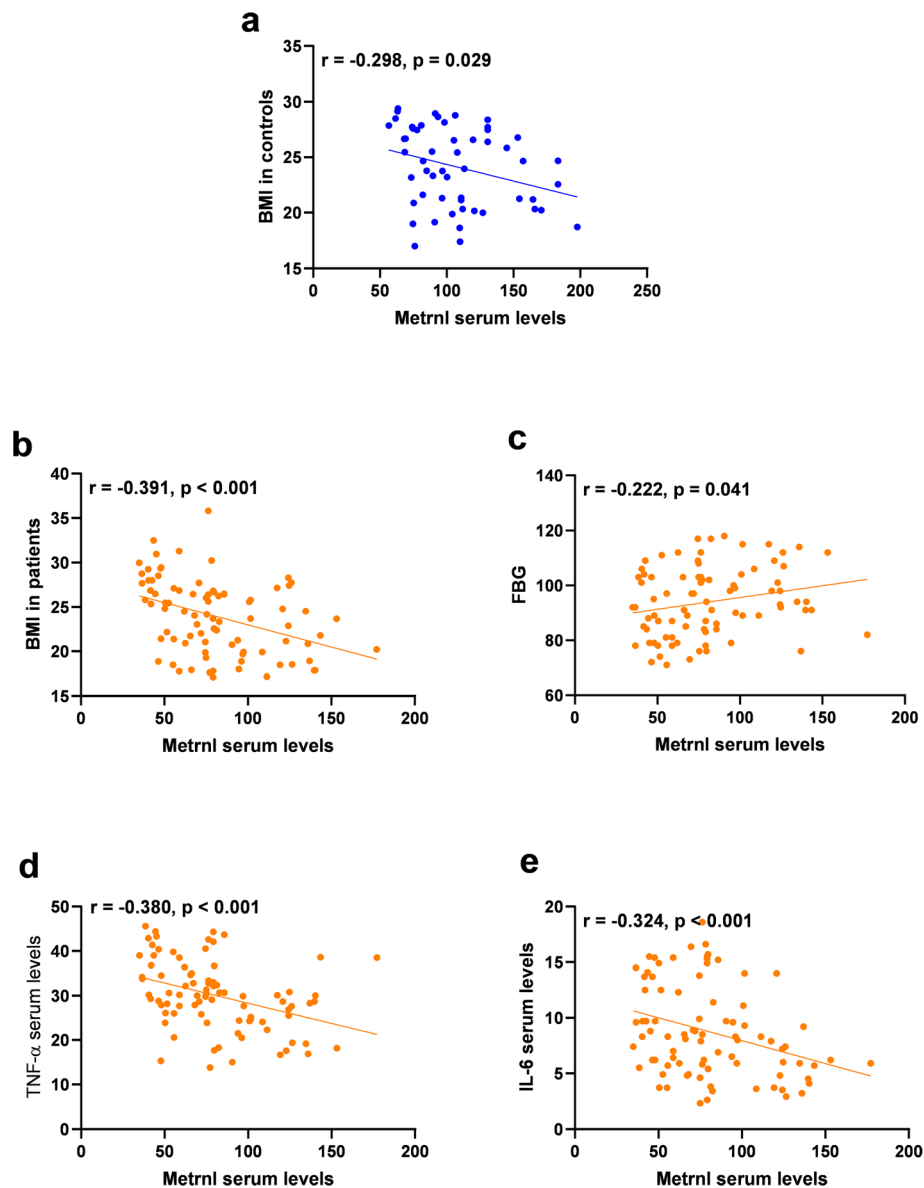 a
r = -0.298, p = 0.029
35
30
25
20
15
BMI in controls
0 50 100 150 200 250
Metrnl serum levels
b
r = -0.391, p < 0.001
40
35
30
25
20
15
BMI in patients
0 50 100 150 200
Metrnl serum levels
c
r = -0.222, p = 0.041
140
120
100
80
60
FBG
0 50 100 150 200
Metrnl serum levels
d
r = -0.380, p < 0.001
50
40
30
20
10
0
TNF-α serum levels
0 50 100 150 200
Metrnl serum levels
e
r = -0.324, p < 0.001
20
15
10
5
0
IL-6 serum levels
0 50 100 150 200
Metrnl serum levels